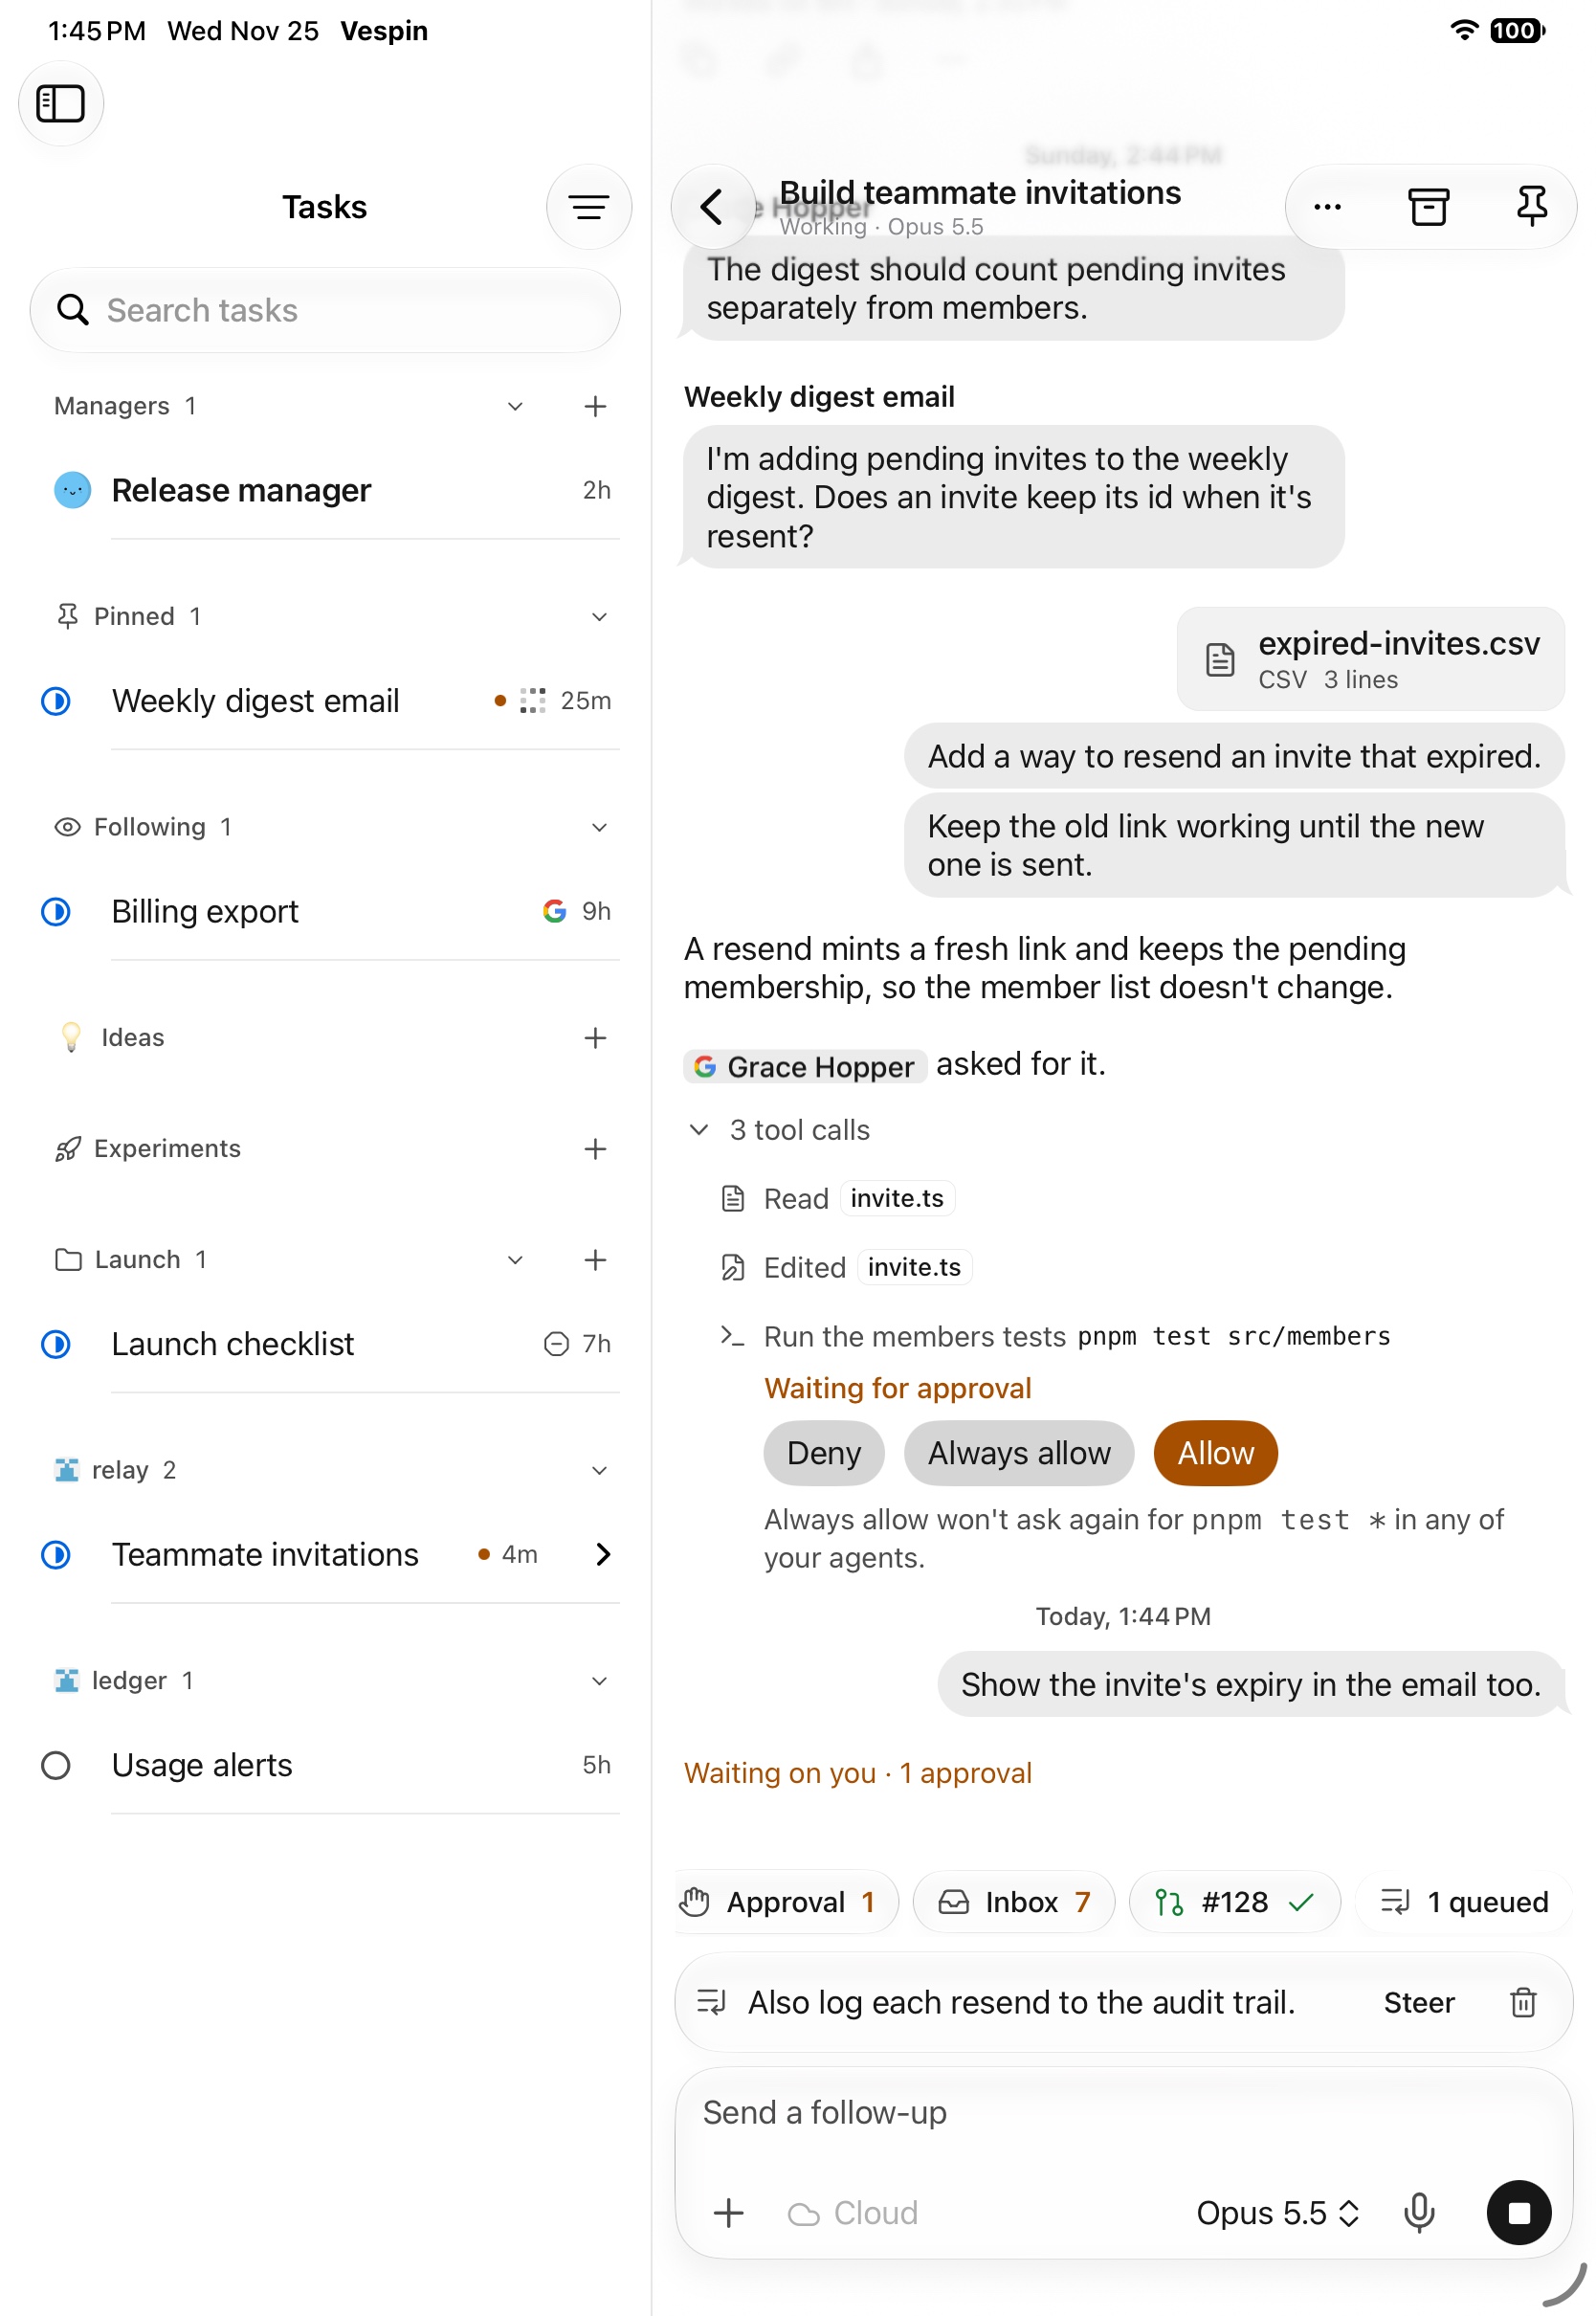 1:45 PM Wed Nov 25 Vespin
100
Tasks
Search tasks
Managers 1
Release manager 2h
Pinned 1
Weekly digest email 25m
Following 1
Billing export 9h
Ideas
Experiments
Launch 1
Launch checklist 7h
relay 2
Teammate invitations 4m
ledger 1
Usage alerts 5h
Sunday, 2:44 PM
Build teammate invitations
Hopper
Working · Opus 5.5
The digest should count pending invites
separately from members.
Weekly digest email
I'm adding pending invites to the weekly
digest. Does an invite keep its id when it's
resent?
expired-invites.csv
CSV 3 lines
Add a way to resend an invite that expired.
Keep the old link working until the new
one is sent.
A resend mints a fresh link and keeps the pending
membership, so the member list doesn't change.
Grace Hopper asked for it.
3 tool calls
Read invite.ts
Edited invite.ts
Run the members tests pnpm test src/members
Waiting for approval
Deny Always allow Allow
Always allow won't ask again for pnpm test * in any of
your agents.
Today, 1:44 PM
Show the invite's expiry in the email too.
Waiting on you · 1 approval
Approval 1 Inbox 7 #128 1 queued
Also log each resend to the audit trail. Steer
Send a follow-up
Cloud Opus 5.5